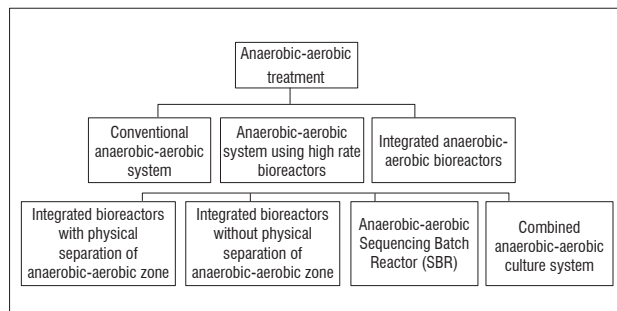 Anaerobic-aerobic
treatment
Conventional
anaerobic-aerobic
system
Anaerobic-aerobic
system using high rate
bioreactors
Integrated anaerobic-
aerobic bioreactors
Integrated bioreactors
with physical
separation of
anaerobic-aerobic zone
Integrated bioreactors
without physical
separation of
anaerobic-aerobic zone
Anaerobic-aerobic
Sequencing Batch
Reactor (SBR)
Combined
anaerobic-aerobic
culture system